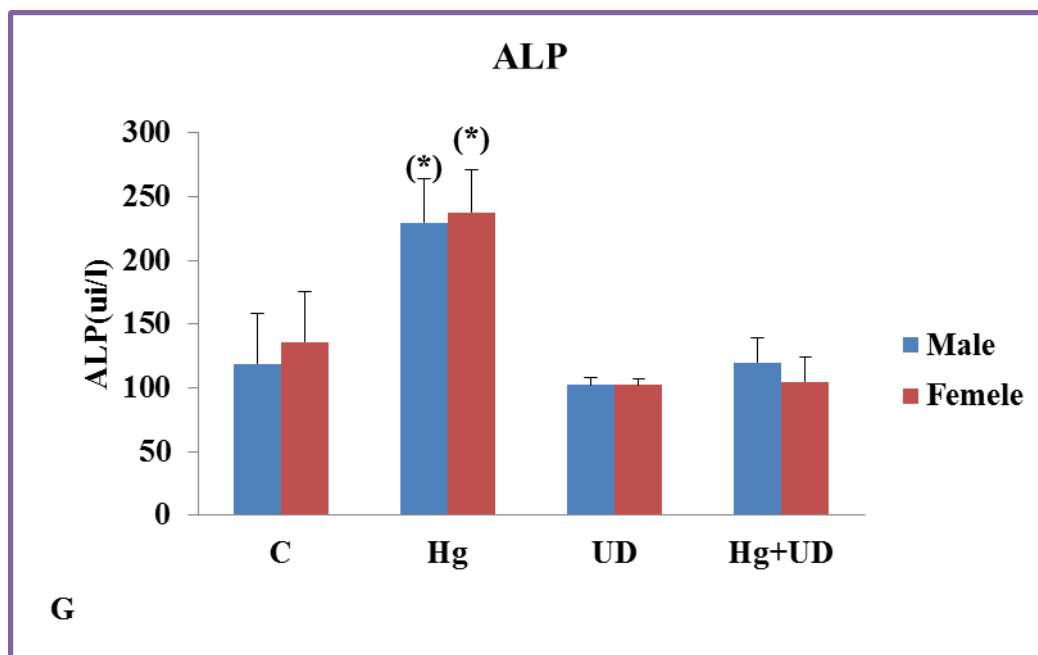 ALP
(*)
(*)
300
250
200
150
100
50
0
ALP(ui/l)
C
Hg
UD
Hg+UD
Male
Femele
G